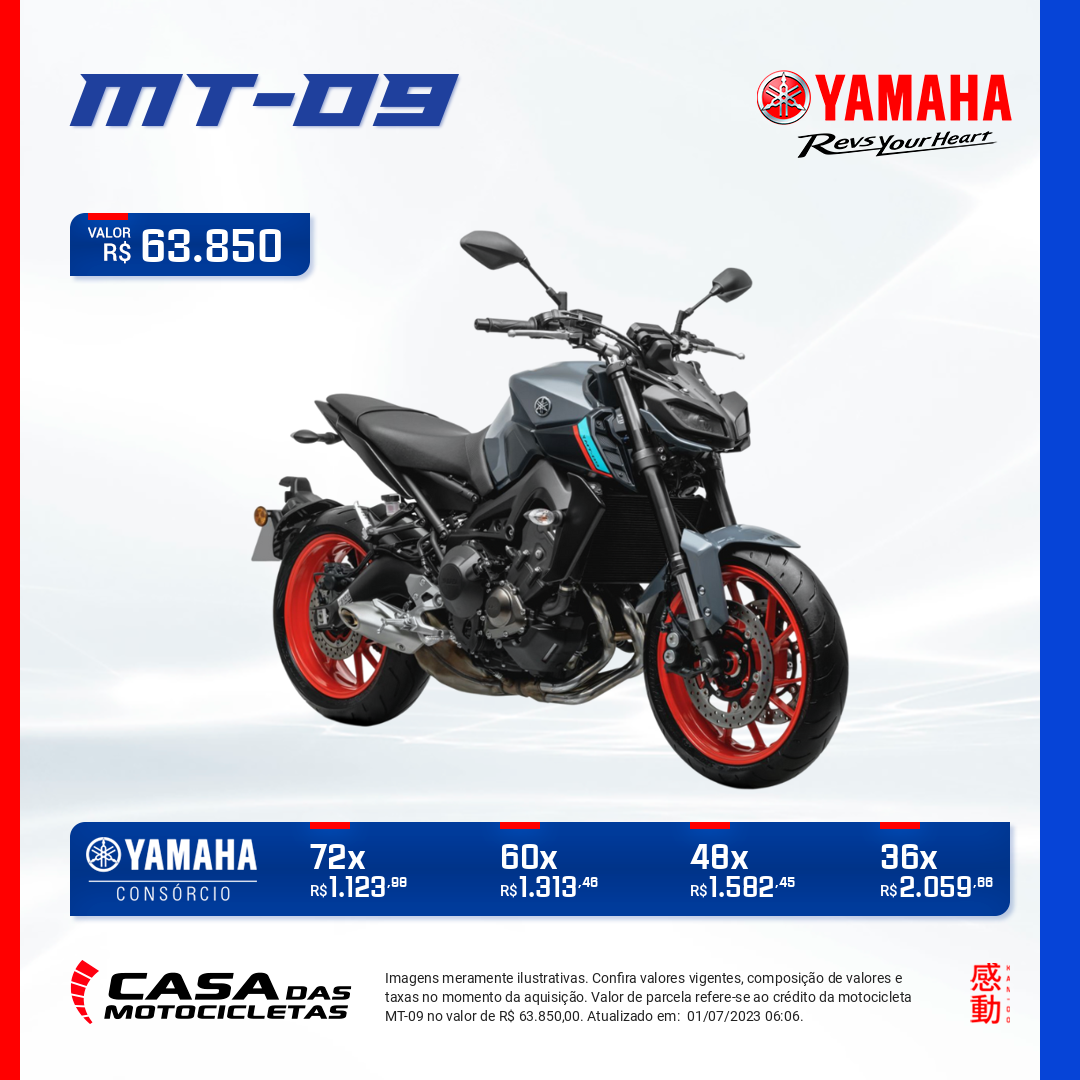 MT-09
YAMAHA
Revs Your Heart
VALOR
R$ 63.850
YAMAHA
CONSÓRCIO
72x
R$1.123,98
60x
R$1.313,46
48x
R$1.582,45
36x
R$2.059,66
CASA DAS
MOTOCICLETAS
Imagens meramente ilustrativas. Confira valores vigentes, composição de valores e
taxas no momento da aquisição. Valor de parcela refere-se ao crédito da motocicleta
MT-09 no valor de R$ 63.850,00. Atualizado em: 01/07/2023 06:06.
感動